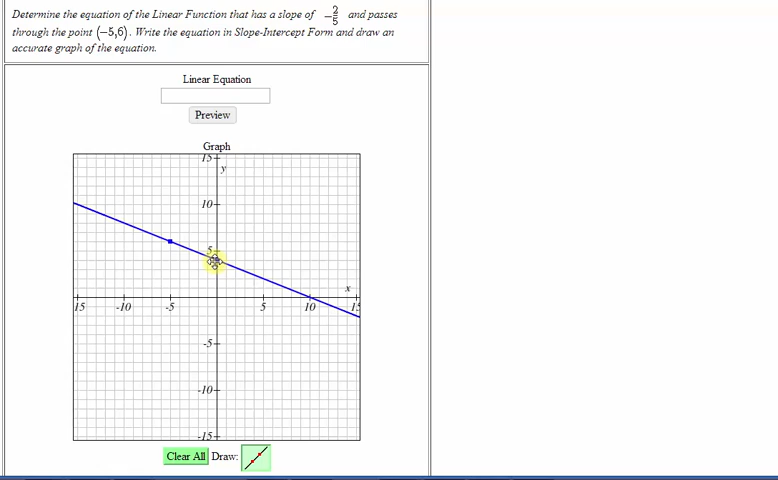 Determine the equation of the Linear Function that has a slope of −2/5 and passes
through the point (−5,6). Write the equation in Slope-Intercept Form and draw an
accurate graph of the equation.
Linear Equation
Preview
Graph
15
y
10
5
x
15 -10 -5 5 10 15
-5
-10
-15
Clear All Draw: